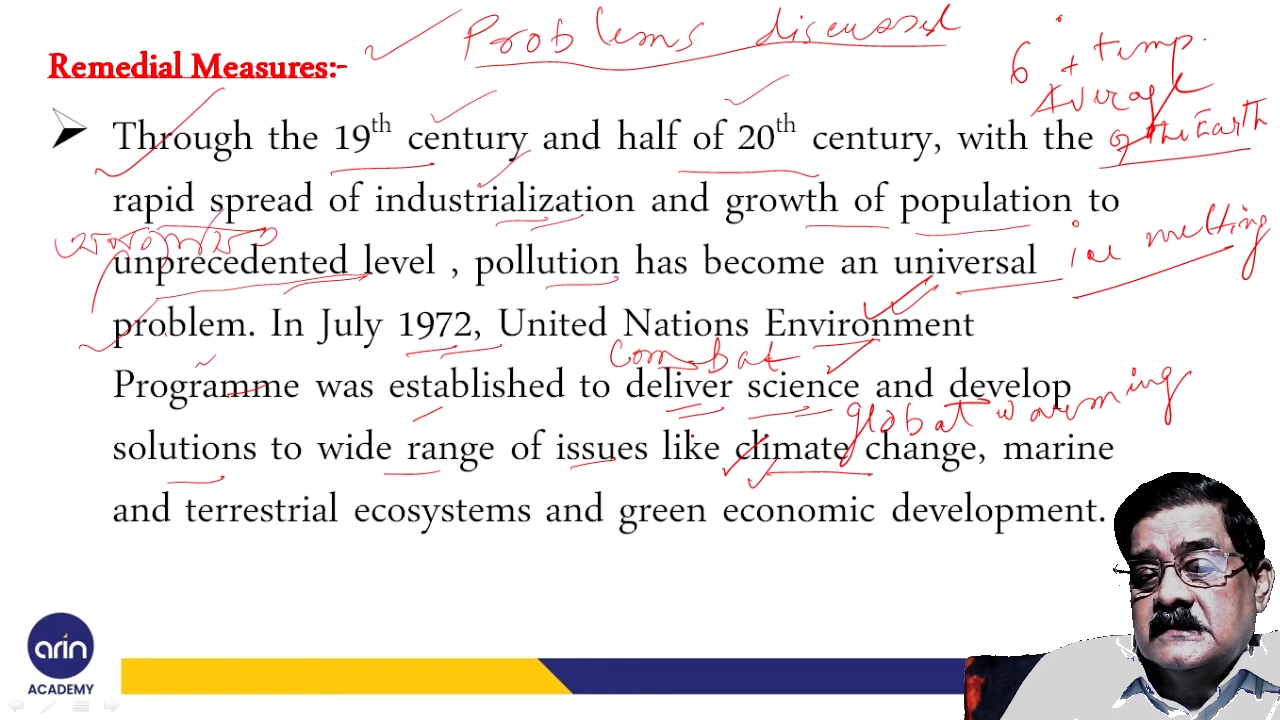 Problems discussed
Remedial Measures:-
6 + temp.
Average
of the Earth
➤ Through the 19th century and half of 20th century, with the
rapid spread of industrialization and growth of population to
unprecedented level , pollution has become an universal
ice melting
problem. In July 1972, United Nations Environment
combat
Programme was established to deliver science and develop
global warming
solutions to wide range of issues like climate change, marine
and terrestrial ecosystems and green economic development.
arin
ACADEMY